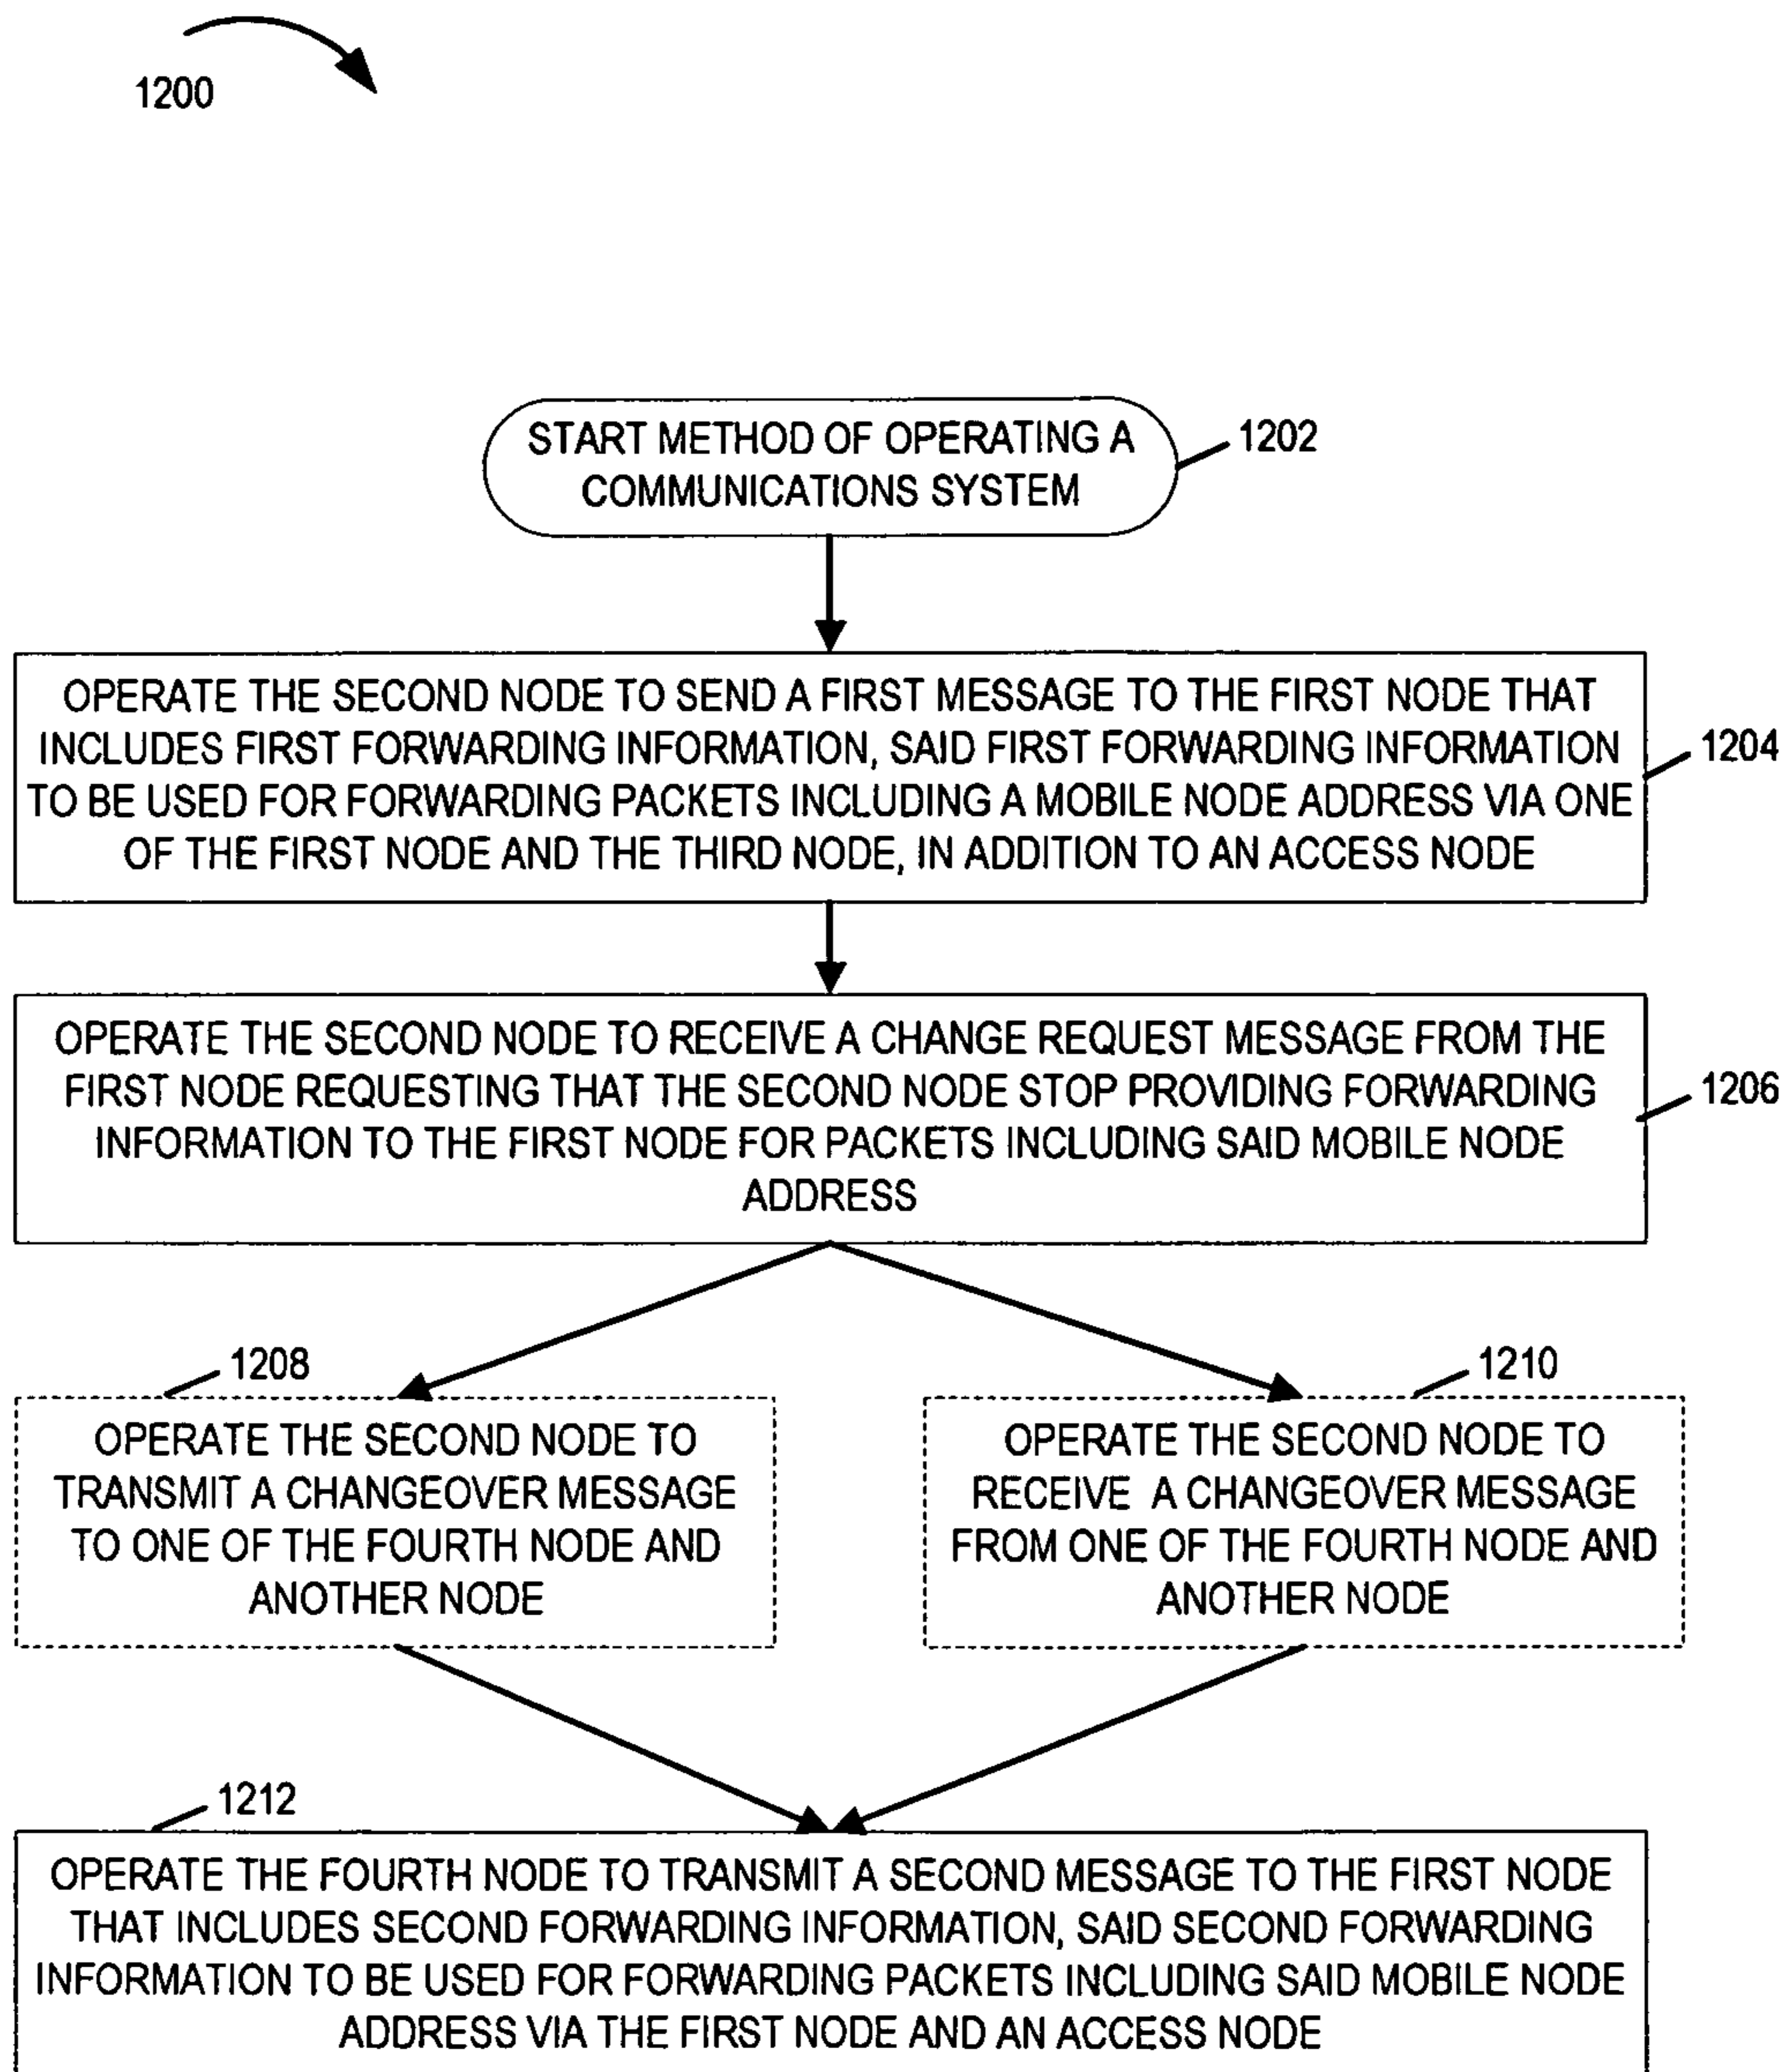 1200
START METHOD OF OPERATING A
COMMUNICATIONS SYSTEM
1202
OPERATE THE SECOND NODE TO SEND A FIRST MESSAGE TO THE FIRST NODE THAT
INCLUDES FIRST FORWARDING INFORMATION, SAID FIRST FORWARDING INFORMATION
TO BE USED FOR FORWARDING PACKETS INCLUDING A MOBILE NODE ADDRESS VIA ONE
OF THE FIRST NODE AND THE THIRD NODE, IN ADDITION TO AN ACCESS NODE
1204
OPERATE THE SECOND NODE TO RECEIVE A CHANGE REQUEST MESSAGE FROM THE
FIRST NODE REQUESTING THAT THE SECOND NODE STOP PROVIDING FORWARDING
INFORMATION TO THE FIRST NODE FOR PACKETS INCLUDING SAID MOBILE NODE
ADDRESS
1206
1208
OPERATE THE SECOND NODE TO
TRANSMIT A CHANGEOVER MESSAGE
TO ONE OF THE FOURTH NODE AND
ANOTHER NODE
1210
OPERATE THE SECOND NODE TO
RECEIVE A CHANGEOVER MESSAGE
FROM ONE OF THE FOURTH NODE AND
ANOTHER NODE
1212
OPERATE THE FOURTH NODE TO TRANSMIT A SECOND MESSAGE TO THE FIRST NODE
THAT INCLUDES SECOND FORWARDING INFORMATION, SAID SECOND FORWARDING
INFORMATION TO BE USED FOR FORWARDING PACKETS INCLUDING SAID MOBILE NODE
ADDRESS VIA THE FIRST NODE AND AN ACCESS NODE